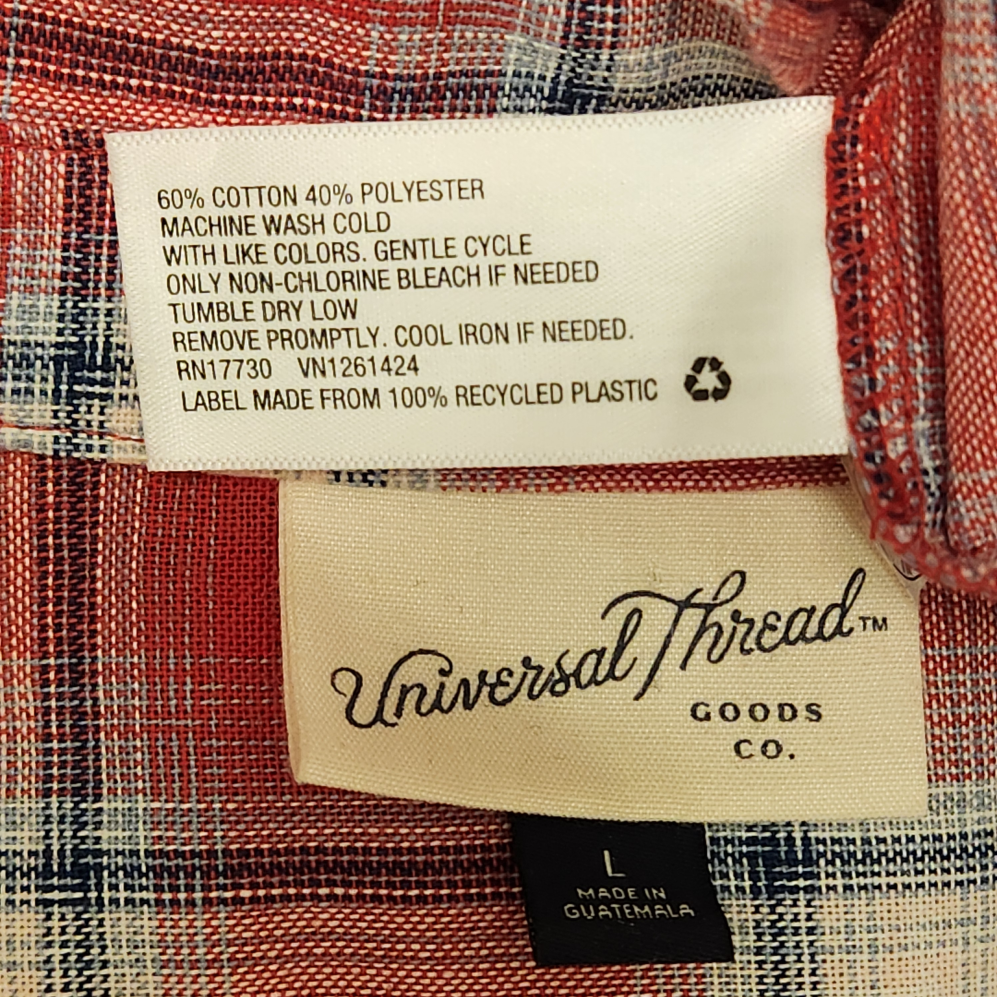 60% COTTON 40% POLYESTER
MACHINE WASH COLD
WITH LIKE COLORS. GENTLE CYCLE
ONLY NON-CHLORINE BLEACH IF NEEDED
TUMBLE DRY LOW
REMOVE PROMPTLY. COOL IRON IF NEEDED.
RN17730 VN1261424
LABEL MADE FROM 100% RECYCLED PLASTIC
Universal Thread™
GOODS
CO.
L
MADE IN
GUATEMALA